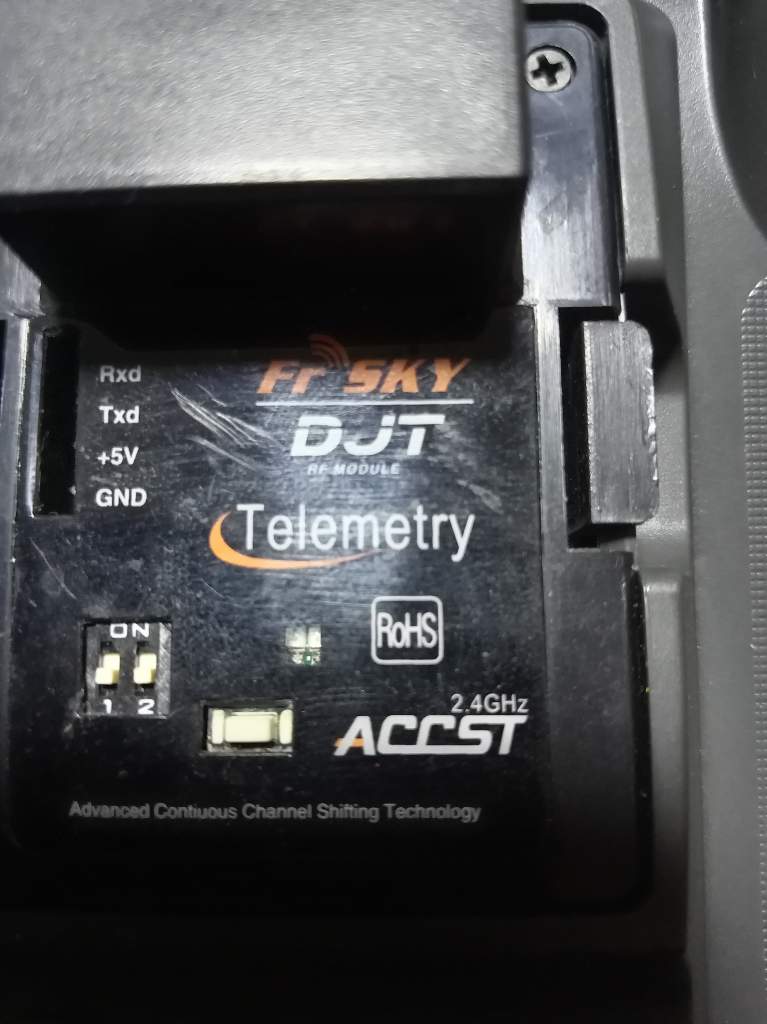 Rxd
Txd
+5V
GND
FrSKY
DJT
RF MODULE
Telemetry
ON
1 2
RoHS
2.4GHz
ACCST
Advanced Contiuous Channel Shifting Technology